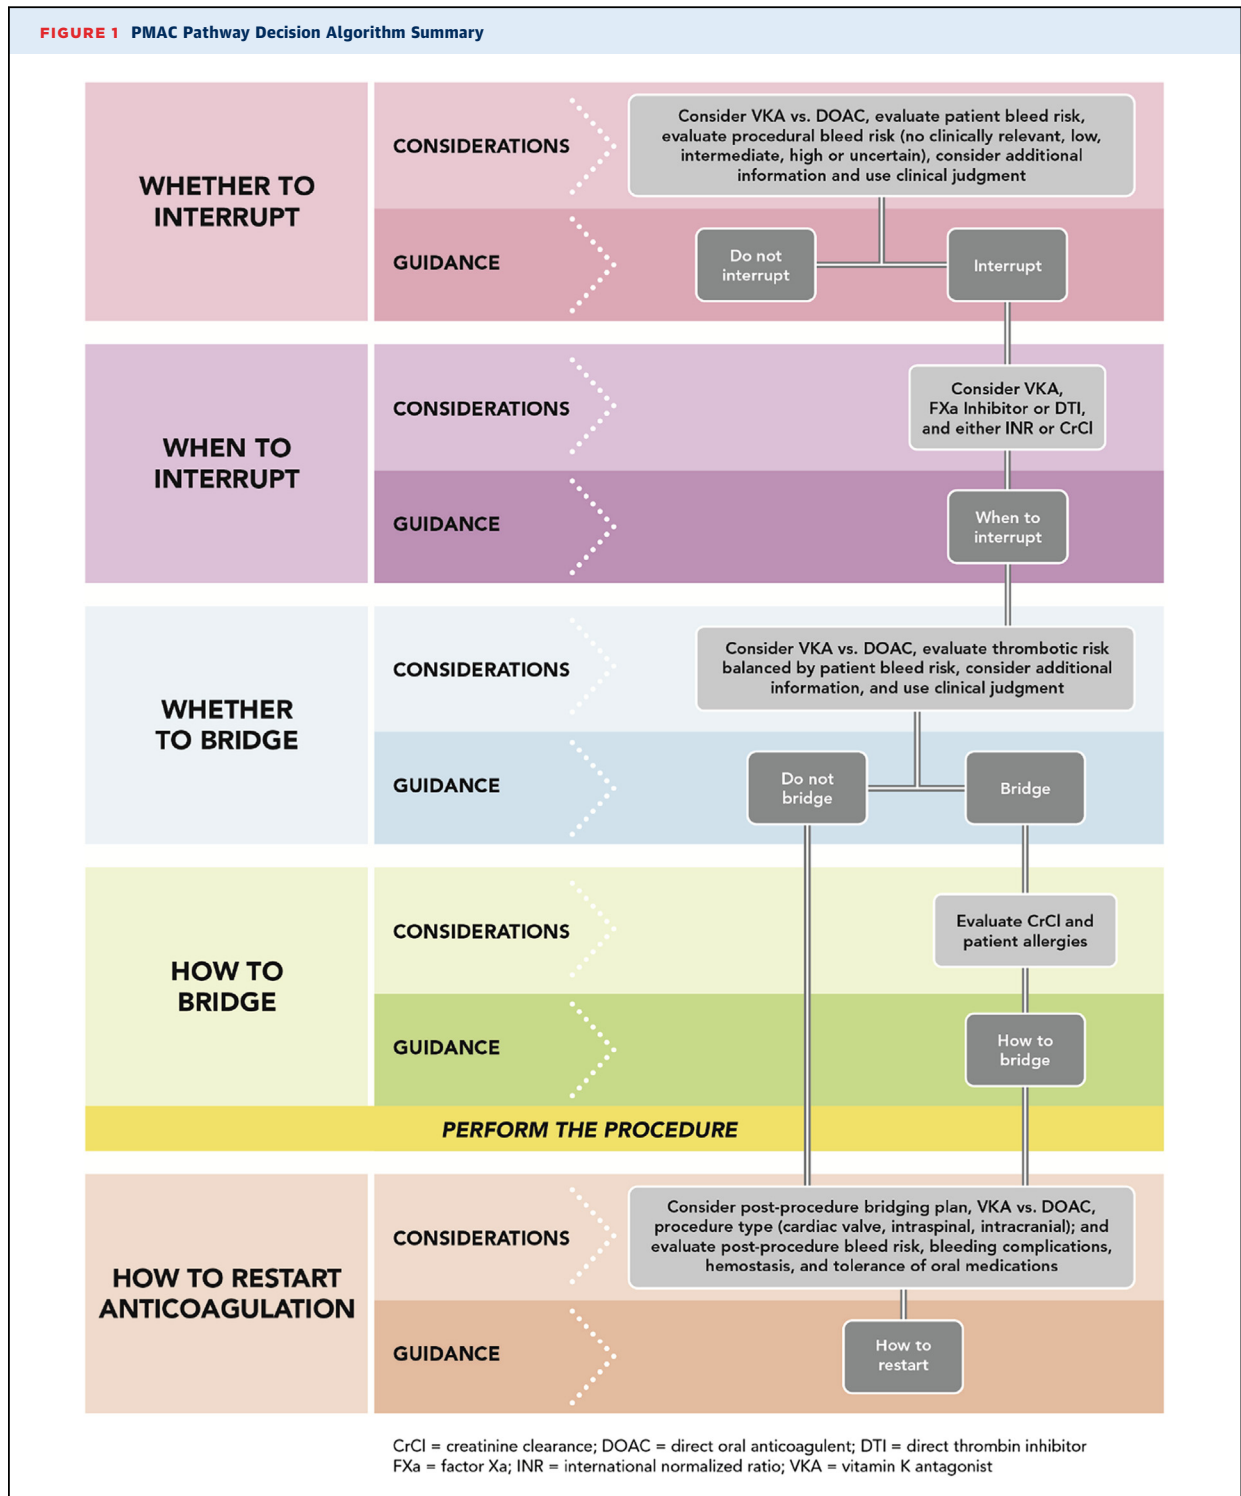 FIGURE 1 PMAC Pathway Decision Algorithm Summary
WHETHER TO
INTERRUPT
CONSIDERATIONS
Consider VKA vs. DOAC, evaluate patient bleed risk,
evaluate procedural bleed risk (no clinically relevant, low,
intermediate, high or uncertain), consider additional
information and use clinical judgment
GUIDANCE
Do not
interrupt
Interrupt
WHEN TO
INTERRUPT
CONSIDERATIONS
Consider VKA,
FXa Inhibitor or DTI,
and either INR or CrCl
GUIDANCE
When to
interrupt
WHETHER
TO BRIDGE
CONSIDERATIONS
Consider VKA vs. DOAC, evaluate thrombotic risk
balanced by patient bleed risk, consider additional
information, and use clinical judgment
GUIDANCE
Do not
bridge
Bridge
HOW TO
BRIDGE
CONSIDERATIONS
Evaluate CrCl and
patient allergies
GUIDANCE
How to
bridge
PERFORM THE PROCEDURE
HOW TO RESTART
ANTICOAGULATION
CONSIDERATIONS
Consider post-procedure bridging plan, VKA vs. DOAC,
procedure type (cardiac valve, intraspinal, intracranial); and
evaluate post-procedure bleed risk, bleeding complications,
hemostasis, and tolerance of oral medications
GUIDANCE
How to
restart
CrCl = creatinine clearance; DOAC = direct oral anticoagulent; DTI = direct thrombin inhibitor
FXa = factor Xa; INR = international normalized ratio; VKA = vitamin K antagonist